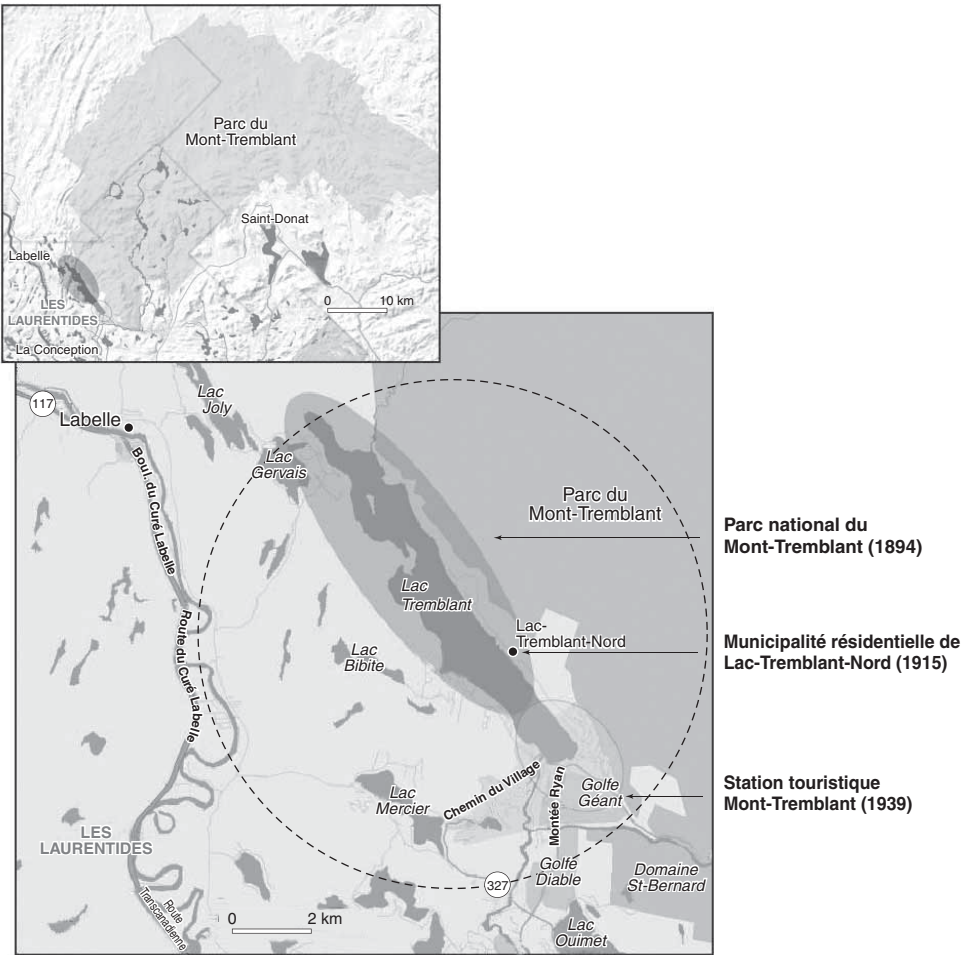 Parc du
Mont-Tremblant
Saint-Donat
Labelle
LES
LAURENTIDES
0 10 km
La Conception
117
Labelle
Lac
Joly
Lac
Gervais
Boul. du Curé Labelle
Parc du
Mont-Tremblant
Parc national du
Mont-Tremblant (1894)
Lac
Tremblant
Route du Curé Labelle
Lac-
Tremblant-Nord
Municipalité résidentielle de
Lac-Tremblant-Nord (1915)
Lac
Bibite
Chemin du Village
Montée Ryan
Golfe
Géant
Station touristique
Mont-Tremblant (1939)
Lac
Mercier
LES
LAURENTIDES
Golfe
Diable
Domaine
St-Bernard
327
Route
Transcanadienne
0 2 km
Lac
Ouimet